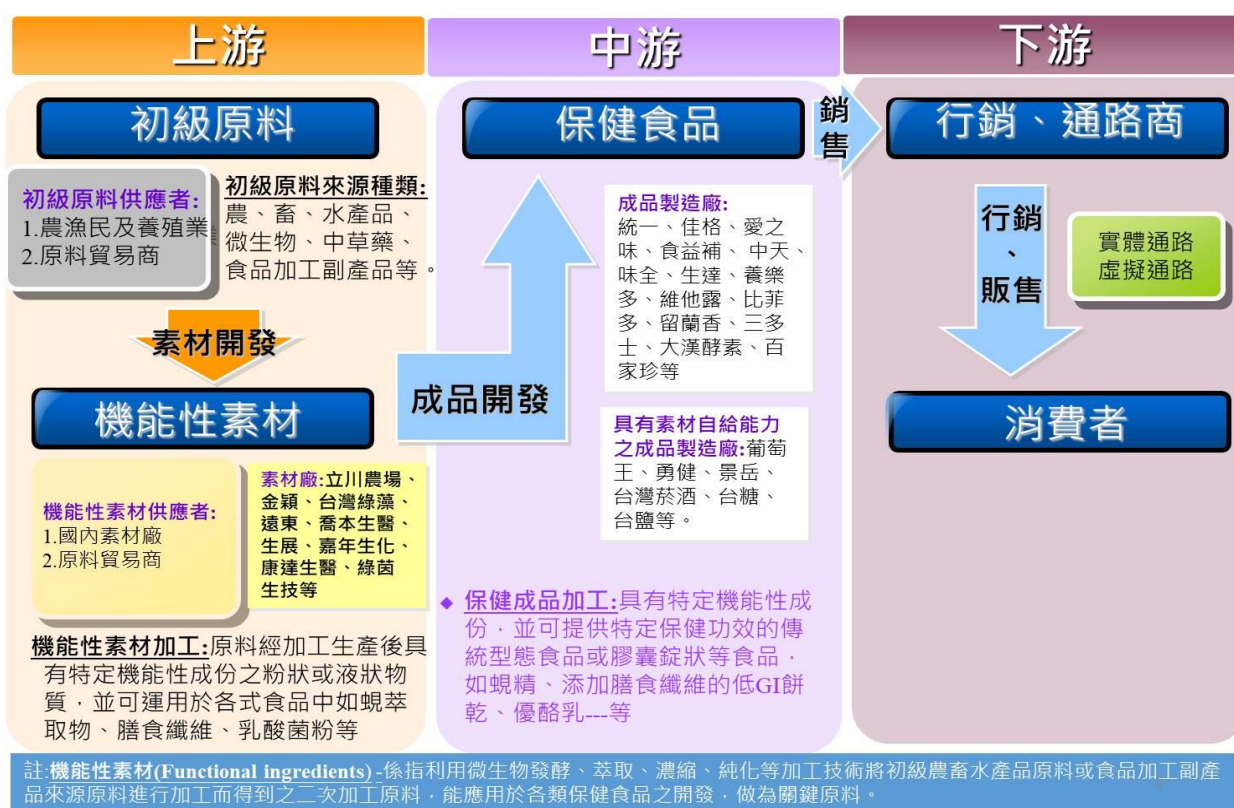 上游
初級原料
初級原料供應者:
1.農漁民及養殖業
2.原料貿易商
初級原料來源種類:
農、畜、水產品、
微生物、中草藥、
食品加工副產品等。
素材開發
機能性素材
機能性素材供應者:
1.國內素材廠
2.原料貿易商
素材廠:立川農場、
金穎、台灣綠藻、
遠東、喬本生醫、
生展、嘉年生化、
康達生醫、綠茵
生技等
機能性素材加工:原料經加工生產後具
有特定機能性成份之粉狀或液狀物
質，並可運用於各式食品中如蜆萃
取物、膳食纖維、乳酸菌粉等
成品開發
中游
保健食品
成品製造廠:
統一、佳格、愛之
味、食益補、中天、
味全、生達、養樂
多、維他露、比菲
多、留蘭香、三多
士、大漢酵素、百
家珍等
具有素材自給能力
之成品製造廠:葡萄
王、勇健、景岳、
台灣菸酒、台糖、
台鹽等。
◆ 保健成品加工:具有特定機能性成
份，並可提供特定保健功效的傳
統型態食品或膠囊錠狀等食品，
如蜆精、添加膳食纖維的低GI餅
乾、優酪乳---等
銷
售
下游
行銷、通路商
行銷
、
販售
實體通路
虛擬通路
消費者
註:機能性素材(Functional ingredients) -係指利用微生物發酵、萃取、濃縮、純化等加工技術將初級農畜水產品原料或食品加工副產
品來源原料進行加工而得到之二次加工原料，能應用於各類保健食品之開發，做為關鍵原料。